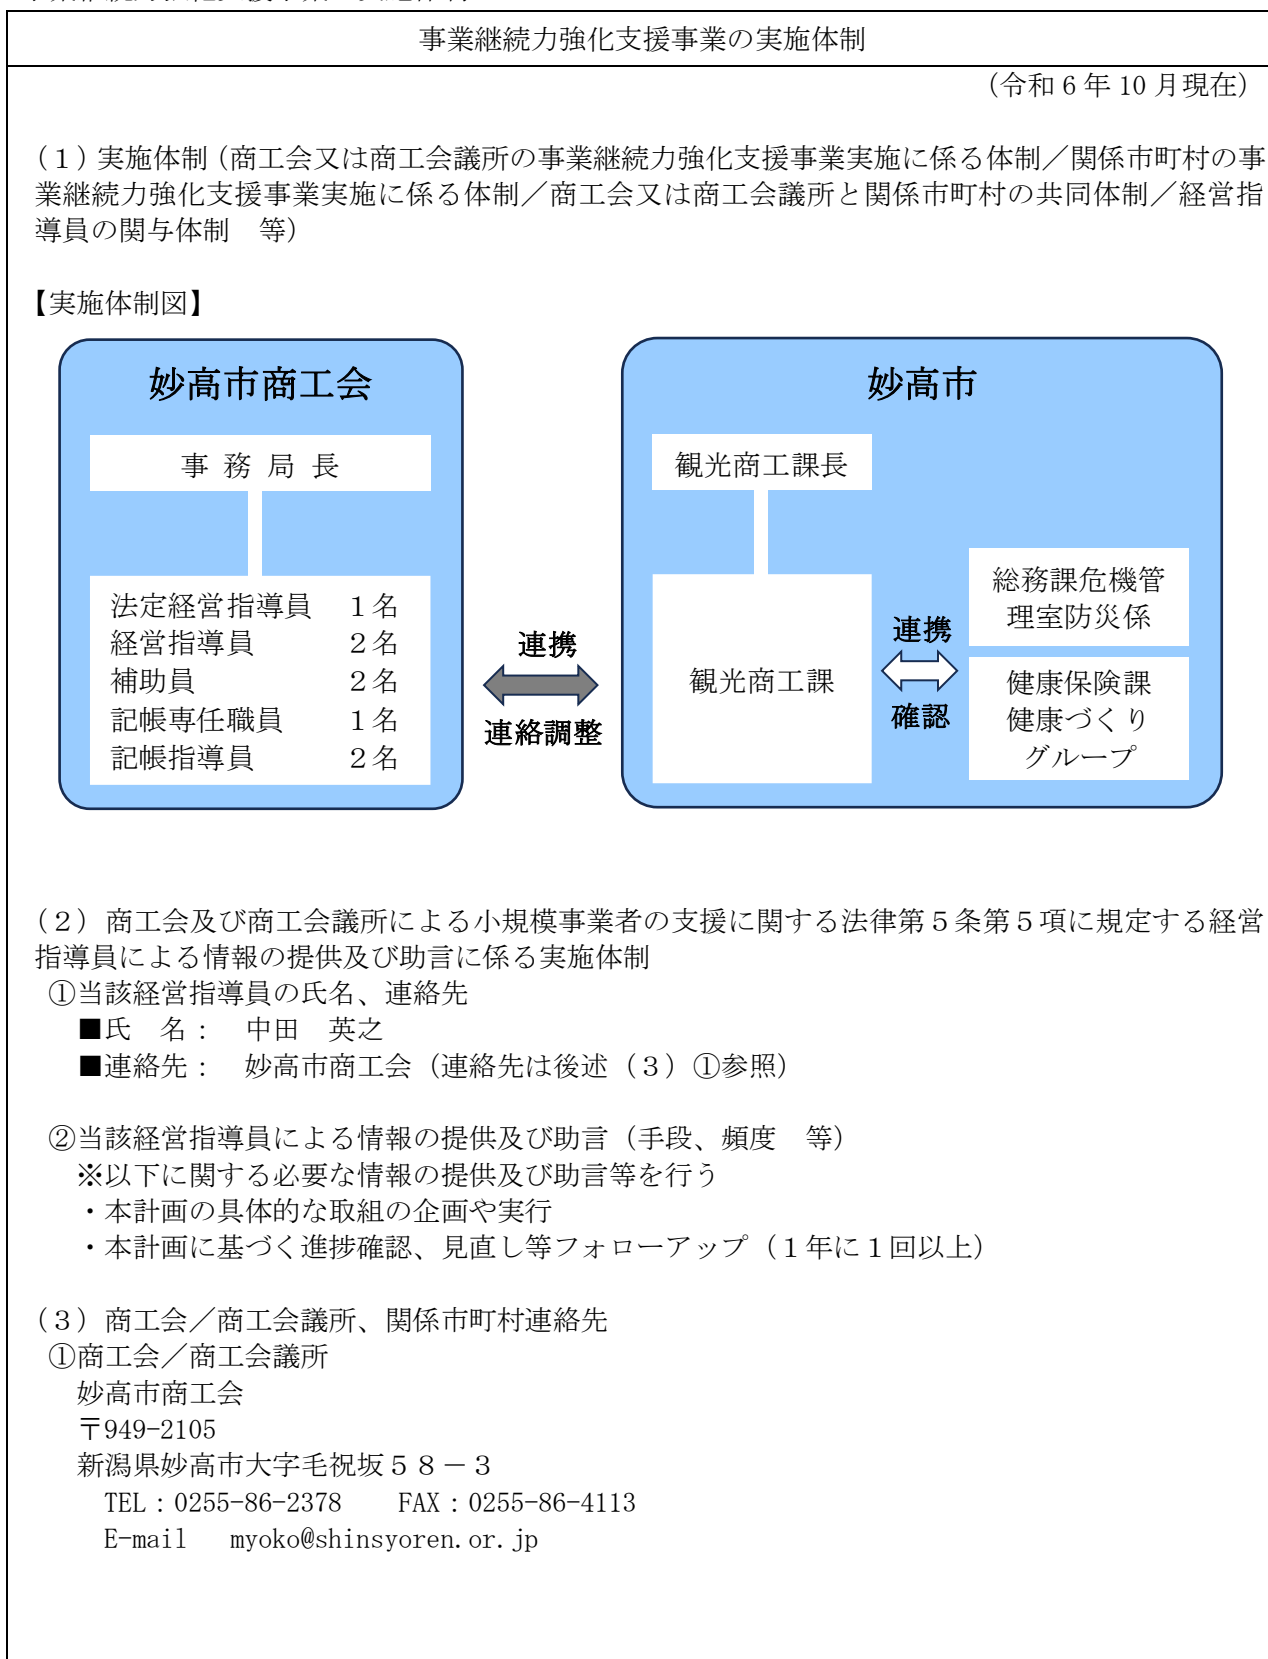 事業継続力強化支援事業の実施体制
（令和６年 10 月現在）
（１）実施体制（商工会又は商工会議所の事業継続力強化支援事業実施に係る体制／関係市町村の事
業継続力強化支援事業実施に係る体制／商工会又は商工会議所と関係市町村の共同体制／経営指
導員の関与体制　等）
【実施体制図】
妙高市商工会
事 務 局 長
法定経営指導員　１名
経営指導員　２名
補助員　２名
記帳専任職員　１名
記帳指導員　２名
連携
連絡調整
妙高市
観光商工課長
観光商工課
連携
確認
総務課危機管
理室防災係
健康保険課
健康づくり
グループ
（２）商工会及び商工会議所による小規模事業者の支援に関する法律第５条第５項に規定する経営
指導員による情報の提供及び助言に係る実施体制
①当該経営指導員の氏名、連絡先
■氏　名：　中田　英之
■連絡先：　妙高市商工会（連絡先は後述（３）①参照）
②当該経営指導員による情報の提供及び助言（手段、頻度　等）
※以下に関する必要な情報の提供及び助言等を行う
・本計画の具体的な取組の企画や実行
・本計画に基づく進捗確認、見直し等フォローアップ（１年に１回以上）
（３）商工会／商工会議所、関係市町村連絡先
①商工会／商工会議所
妙高市商工会
〒949-2105
新潟県妙高市大字毛祝坂５８－３
TEL：0255-86-2378　FAX：0255-86-4113
E-mail　myoko@shinsyoren.or.jp